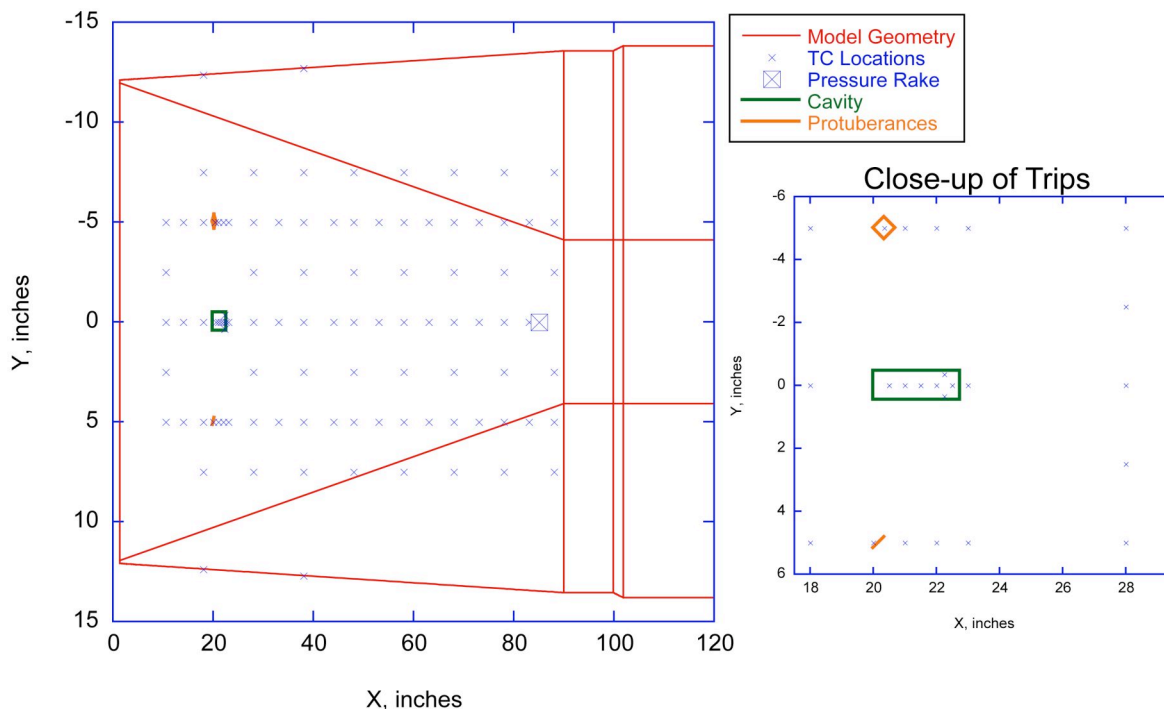 -15
-10
-5
0
5
10
15
0
20
40
60
80
100
120
Y, inches
X, inches
Model Geometry
TC Locations
Pressure Rake
Cavity
Protuberances
Close-up of Trips
-6
-4
-2
0
2
4
6
18
20
22
24
26
28
Y, inches
X, inches